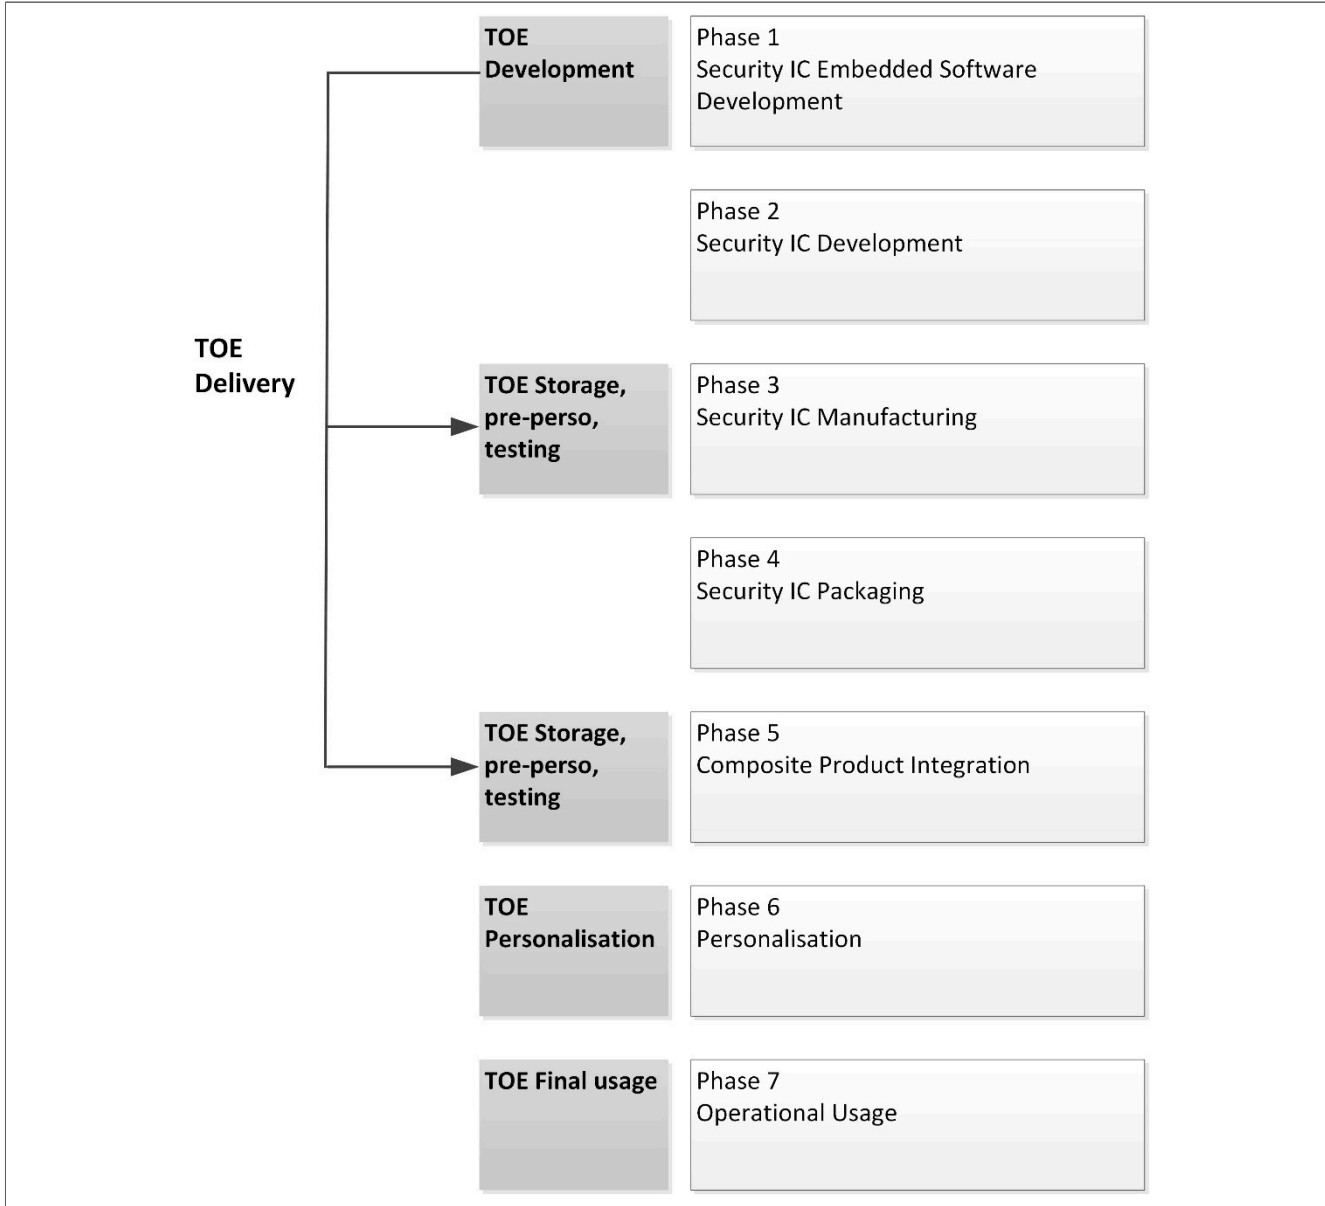 TOE
Development
Phase 1
Security IC Embedded Software
Development
Phase 2
Security IC Development
TOE
Delivery
TOE Storage,
pre-perso,
testing
Phase 3
Security IC Manufacturing
Phase 4
Security IC Packaging
TOE Storage,
pre-perso,
testing
Phase 5
Composite Product Integration
TOE
Personalisation
Phase 6
Personalisation
TOE Final usage
Phase 7
Operational Usage